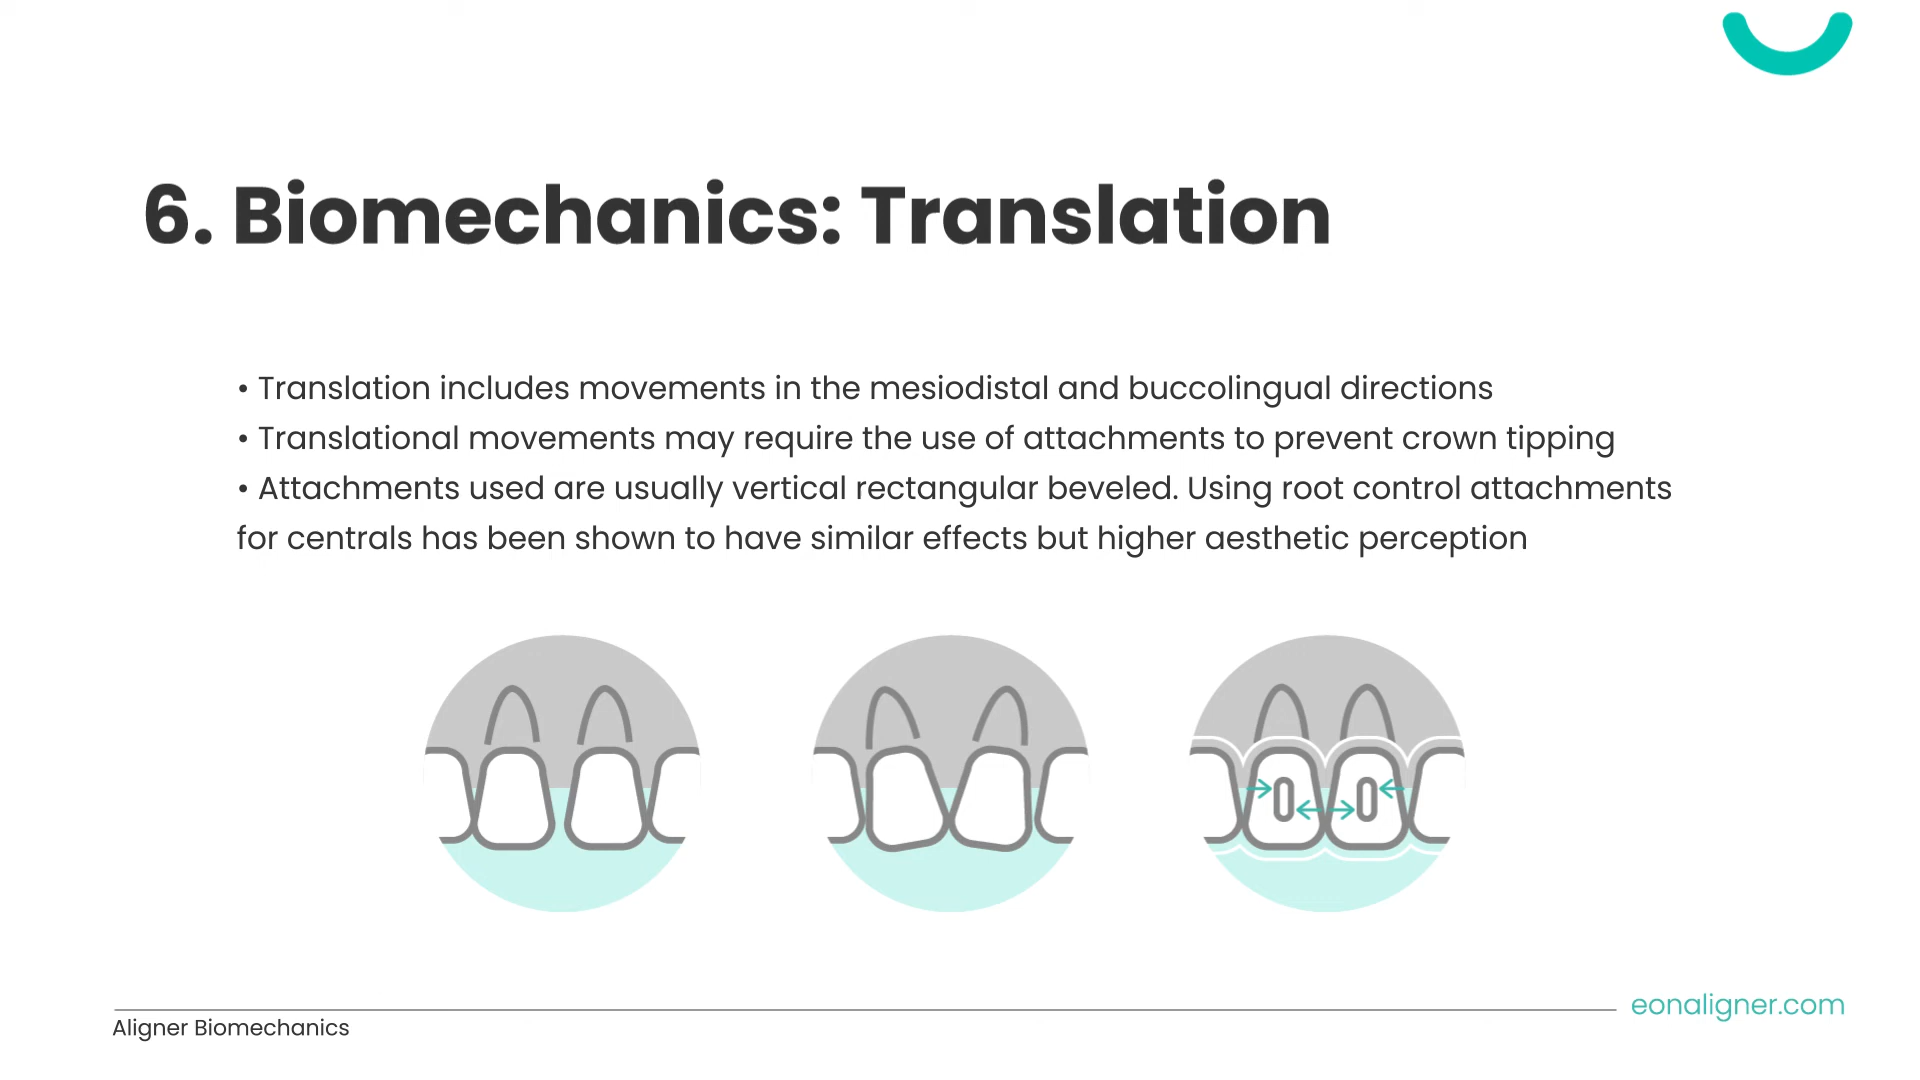 6. Biomechanics: Translation
• Translation includes movements in the mesiodistal and buccolingual directions
• Translational movements may require the use of attachments to prevent crown tipping
• Attachments used are usually vertical rectangular beveled. Using root control attachments
for centrals has been shown to have similar effects but higher aesthetic perception
eonaligner.com
Aligner Biomechanics